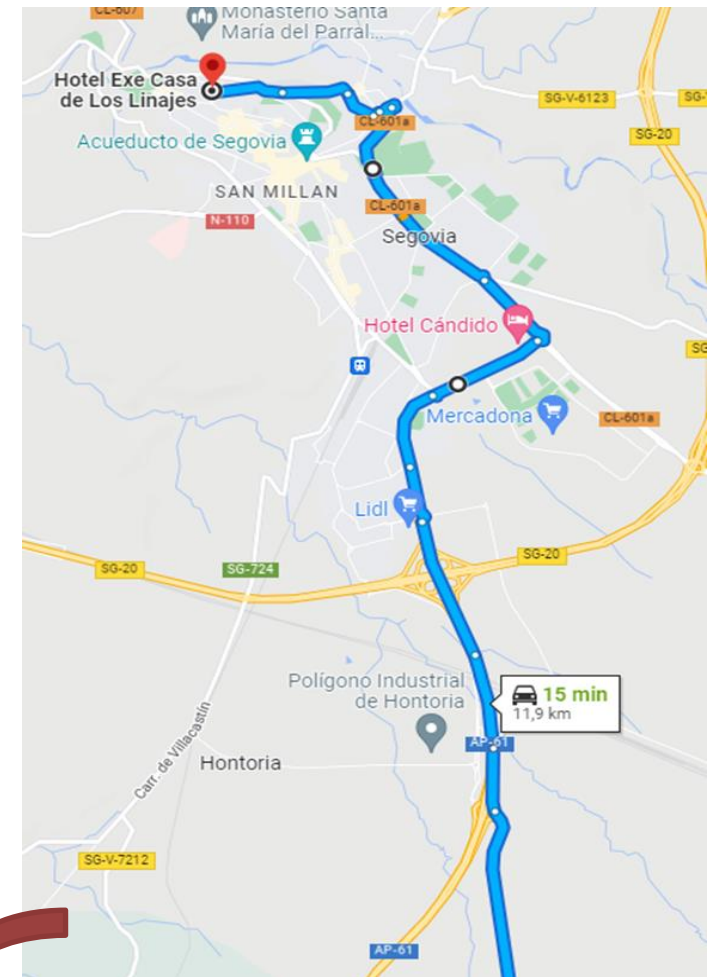 CL-607
Monasterio Santa
María del Parral...
Hotel Exe Casa
de Los Linajes
SG-V-6123
SG-20
CL-601a
Acueducto de Segovia
SAN MILLAN
CL-601a
N-110
Segovia
Hotel Cándido
Mercadona
CL-601a
Lidl
SG-20
SG-20
SG-724
Polígono Industrial
de Hontoria
15 min
11,9 km
AP-61
Carr. de Villacastín
Hontoria
SG-V-7212
AP-61